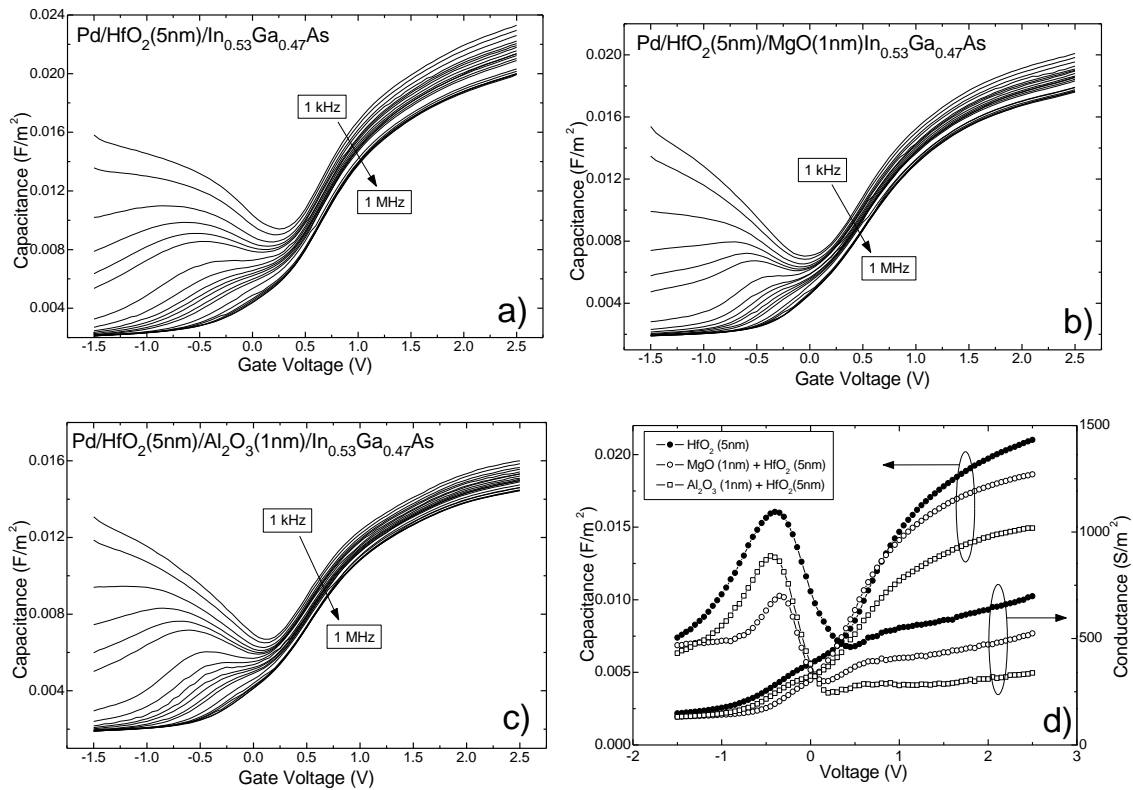 Pd/HfO₂(5nm)/In₀.₅₃Ga₀.₄₇As
0.024
0.020
0.016
0.012
0.008
0.004
Capacitance (F/m²)
1 kHz
1 MHz
a)
-1.5 -1.0 -0.5 0.0 0.5 1.0 1.5 2.0 2.5
Gate Voltage (V)
Pd/HfO₂(5nm)/MgO(1nm)In₀.₅₃Ga₀.₄₇As
0.024
0.020
0.016
0.012
0.008
0.004
Capacitance (F/m²)
1 kHz
1 MHz
b)
-1.5 -1.0 -0.5 0.0 0.5 1.0 1.5 2.0 2.5
Gate Voltage (V)
Pd/HfO₂(5nm)/Al₂O₃(1nm)/In₀.₅₃Ga₀.₄₇As
0.016
0.012
0.008
0.004
Capacitance (F/m²)
1 kHz
1 MHz
c)
-1.5 -1.0 -0.5 0.0 0.5 1.0 1.5 2.0 2.5
Gate Voltage (V)
HfO₂ (5nm)
MgO (1nm) + HfO₂ (5nm)
Al₂O₃ (1nm) + HfO₂(5nm)
0.020
0.015
0.010
0.005
0.000
Capacitance (F/m²)
1500
1000
500
0
Conductance (S/m²)
d)
-2 -1 0 1 2 3
Voltage (V)